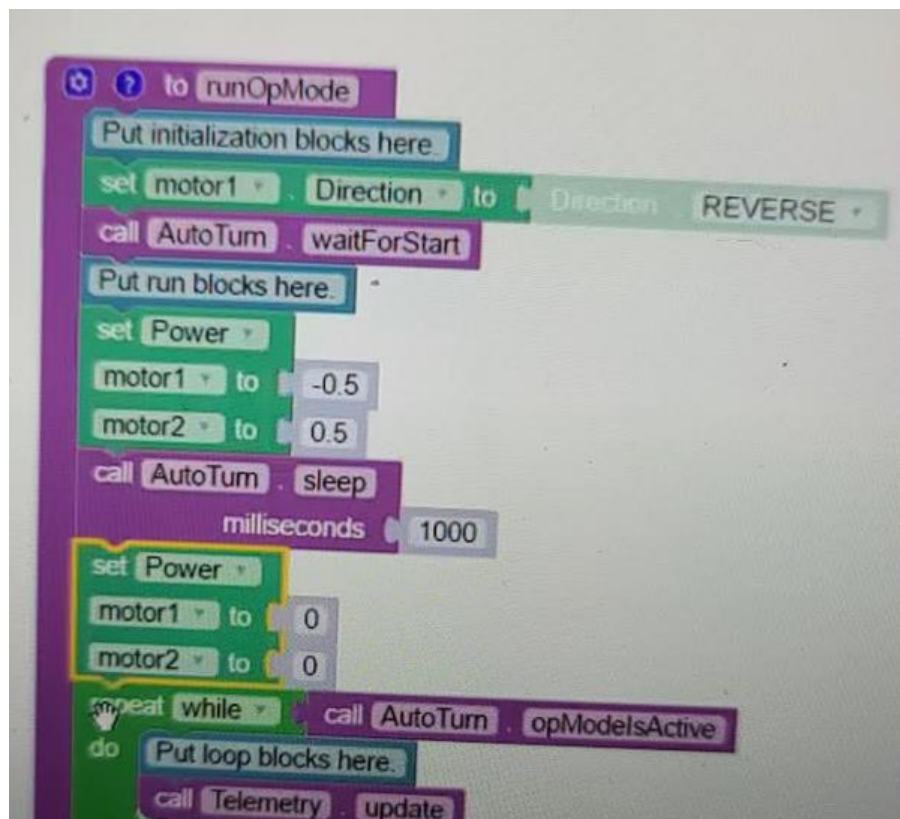 to runOpMode
Put initialization blocks here.
set motor1 . Direction to Direction . REVERSE
call AutoTurn . waitForStart
Put run blocks here.
set Power
motor1 to -0.5
motor2 to 0.5
call AutoTurn . sleep
milliseconds 1000
set Power
motor1 to 0
motor2 to 0
repeat while call AutoTurn . opModeIsActive
do Put loop blocks here.
call Telemetry . update